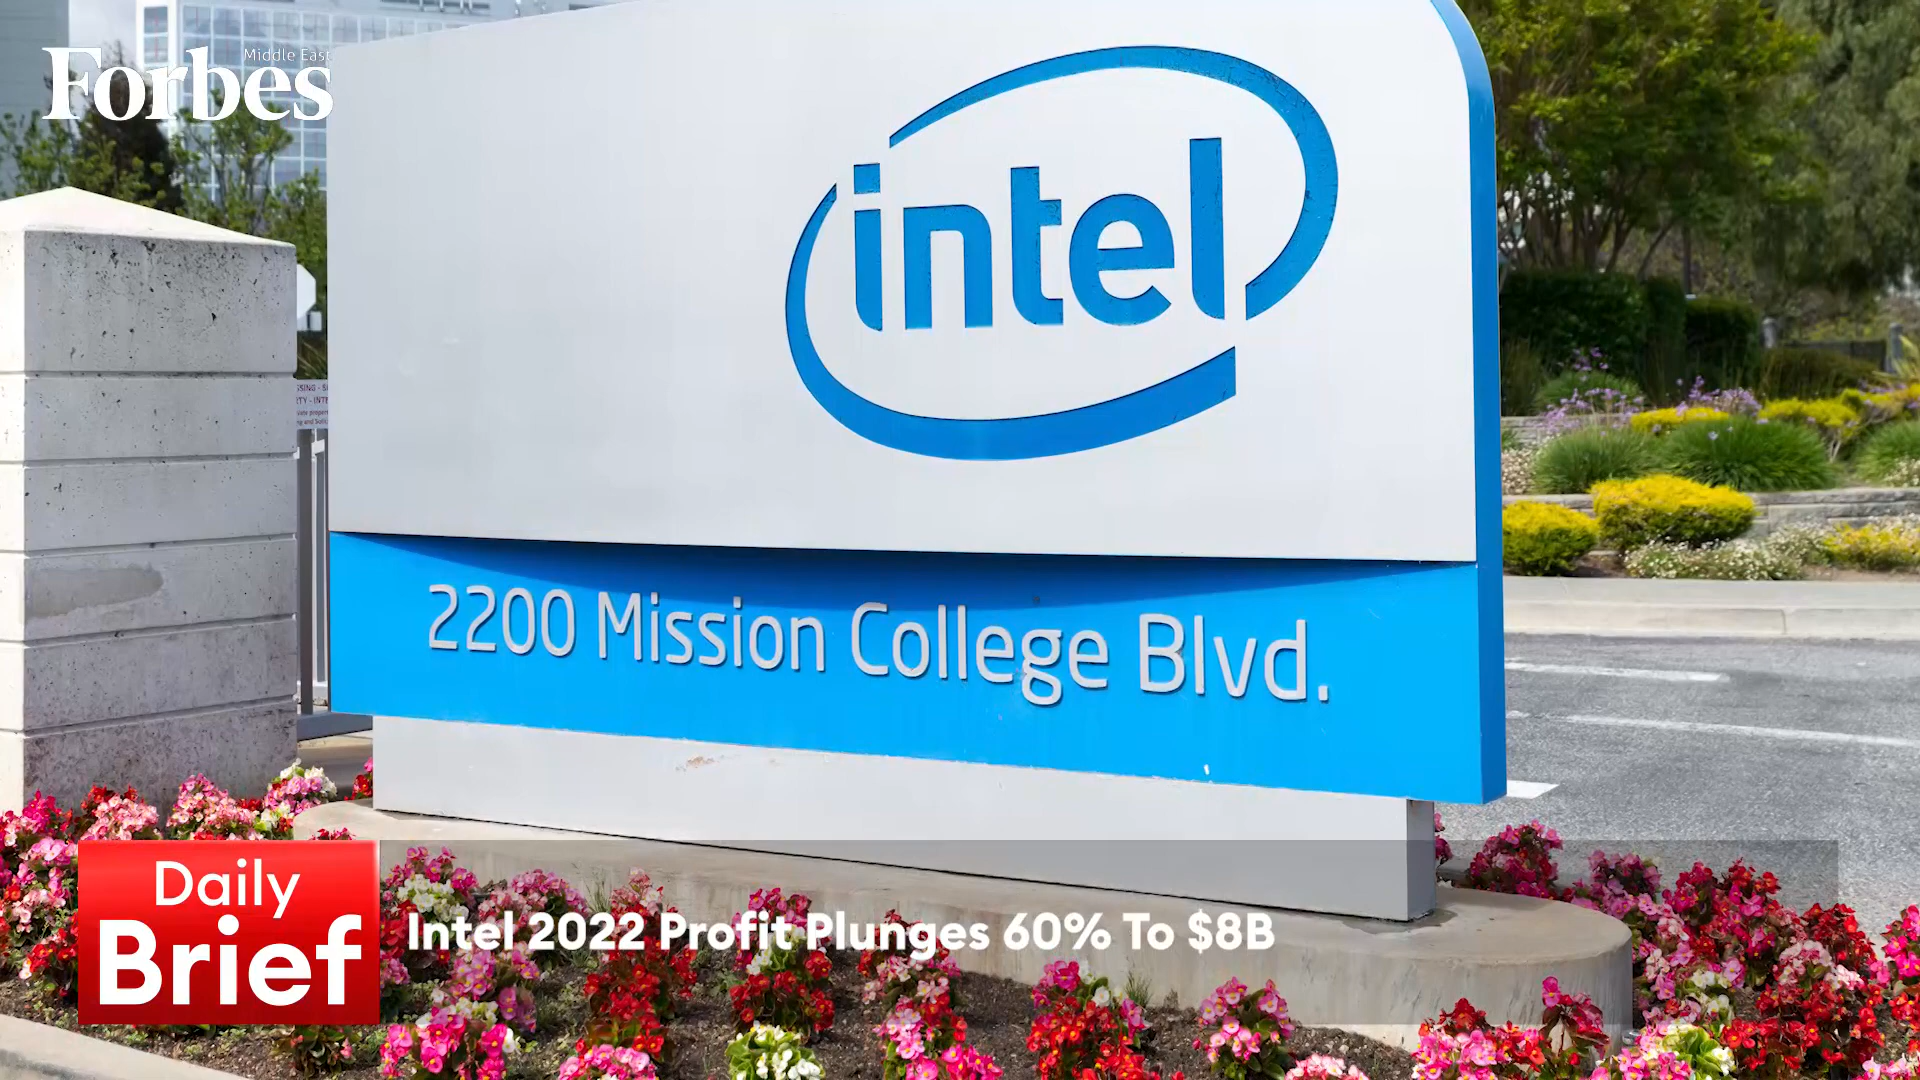 Middle East
Forbes
intel
2200 Mission College Blvd.
Daily
Brief
Intel 2022 Profit Plunges 60% To $8B